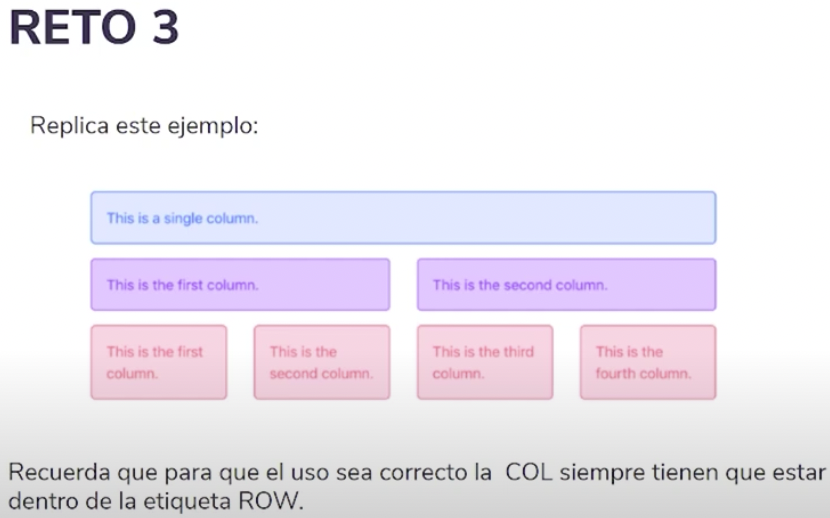 RETO 3
Replica este ejemplo:
This is a single column.
This is the first column.
This is the second column.
This is the first
column.
This is the
second column.
This is the third
column.
This is the
fourth column.
Recuerda que para que el uso sea correcto la COL siempre tienen que estar
dentro de la etiqueta ROW.